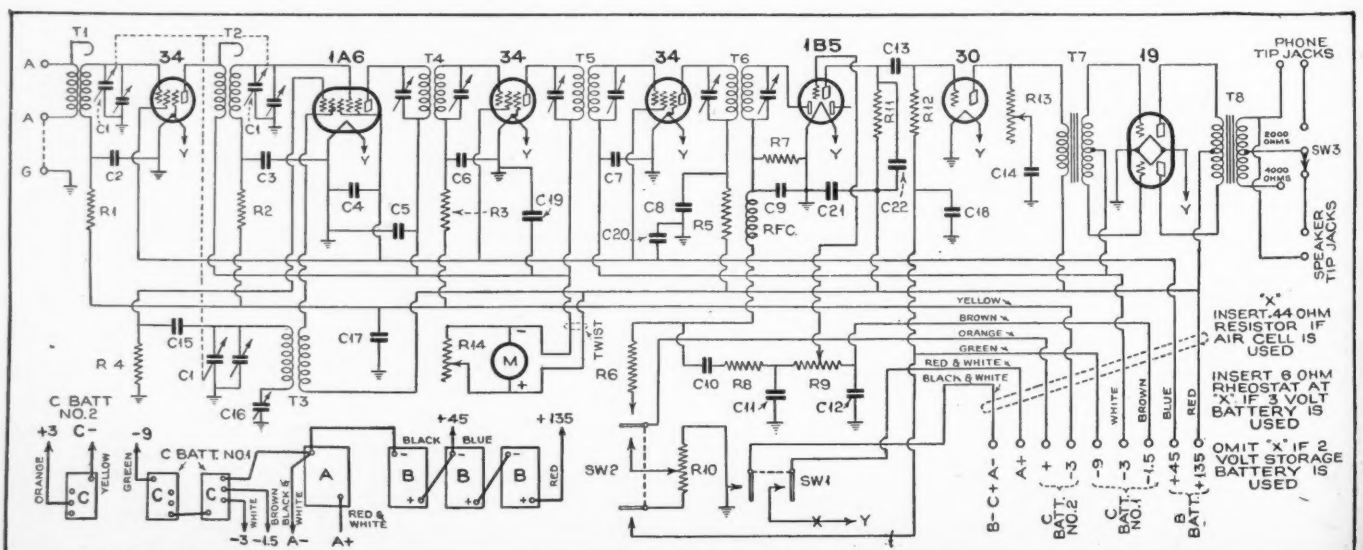 T1
T2
34
1A6
34
34
1B5
30
19
T4
T5
T6
T7
T8
C13
PHONE
TIP JACKS
A
A
G
C1
C1
C2
C3
C4
C5
C6
C7
C8
C9
C14
C17
C18
C19
C20
C21
C22
R1
R2
R3
R5
R7
R11
R12
R13
RFC.
Y
Y
Y
Y
Y
Y
2000
OHMS
SW3
4000
OHMS
SPEAKER
TIP JACKS
YELLOW
BROWN
ORANGE
GREEN
RED & WHITE
BLACK & WHITE
"X"
INSERT .44 OHM
RESISTOR IF
AIR CELL IS
USED
INSERT 6 OHM
RHEOSTAT AT
"X" IF 3 VOLT
BATTERY IS
USED
OMIT "X" IF 2
VOLT STORAGE
BATTERY IS
USED
R4
C15
C1
C16
T3
R14
M
-
+
TWIST
R6
C10
R8
C11
R9
C12
SW2
R10
SW1
X
Y
WHITE
BROWN
BLUE
RED
B- C+ A-
A+
+
-3
C
BATT.
NO.2
-9
-3
-1.5
C
BATT.
NO.1
+45
+135
B
BATT.
C BATT
NO.2
+3
C-
ORANGE
YELLOW
C
-9
GREEN
C BATT. NO.1
C
C
WHITE
BROWN
BLACK &
WHITE
-3
-1.5
A-
A
RED &
WHITE
A+
BLACK
+45
BLUE
+135
RED
-
B
+
-
B
+
-
B
+